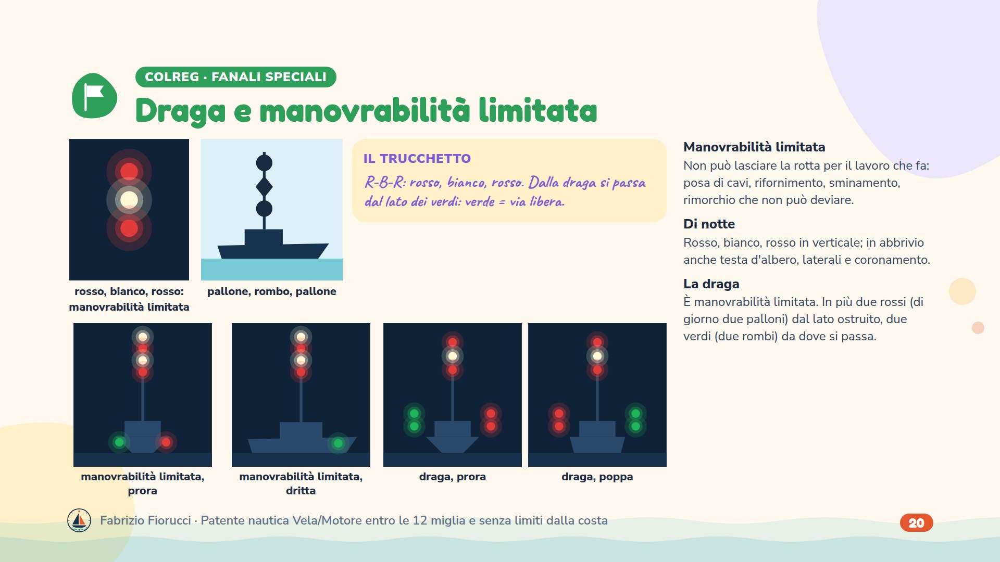 COLREG · FANALI SPECIALI
Draga e manovrabilità limitata
rosso, bianco, rosso:
manovrabilità limitata
pallone, rombo, pallone
IL TRUCCHETTO
R-B-R: rosso, bianco, rosso. Dalla draga si passa
dal lato dei verdi: verde = via libera.
manovrabilità limitata,
prora
manovrabilità limitata,
dritta
draga, prora
draga, poppa
Manovrabilità limitata
Non può lasciare la rotta per il lavoro che fa:
posa di cavi, rifornimento, sminamento,
rimorchio che non può deviare.
Di notte
Rosso, bianco, rosso in verticale; in abbrivio
anche testa d'albero, laterali e coronamento.
La draga
È manovrabilità limitata. In più due rossi (di
giorno due palloni) dal lato ostruito, due
verdi (due rombi) da dove si passa.
Fabrizio Fiorucci · Patente nautica Vela/Motore entro le 12 miglia e senza limiti dalla costa
20